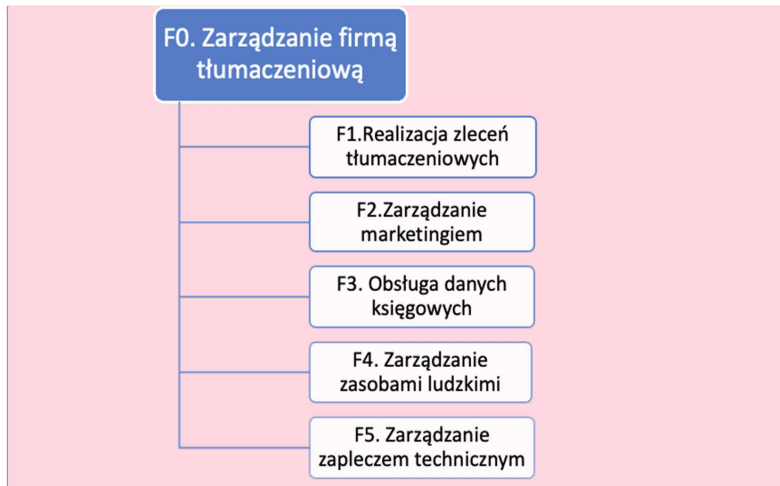 F0. Zarządzanie firmą
tłumaczeniową
F1.Realizacja zleceń
tłumaczeniowych
F2.Zarządzanie
marketingiem
F3. Obsługa danych
księgowych
F4. Zarządzanie
zasobami ludzkimi
F5. Zarządzanie
zapleczem technicznym